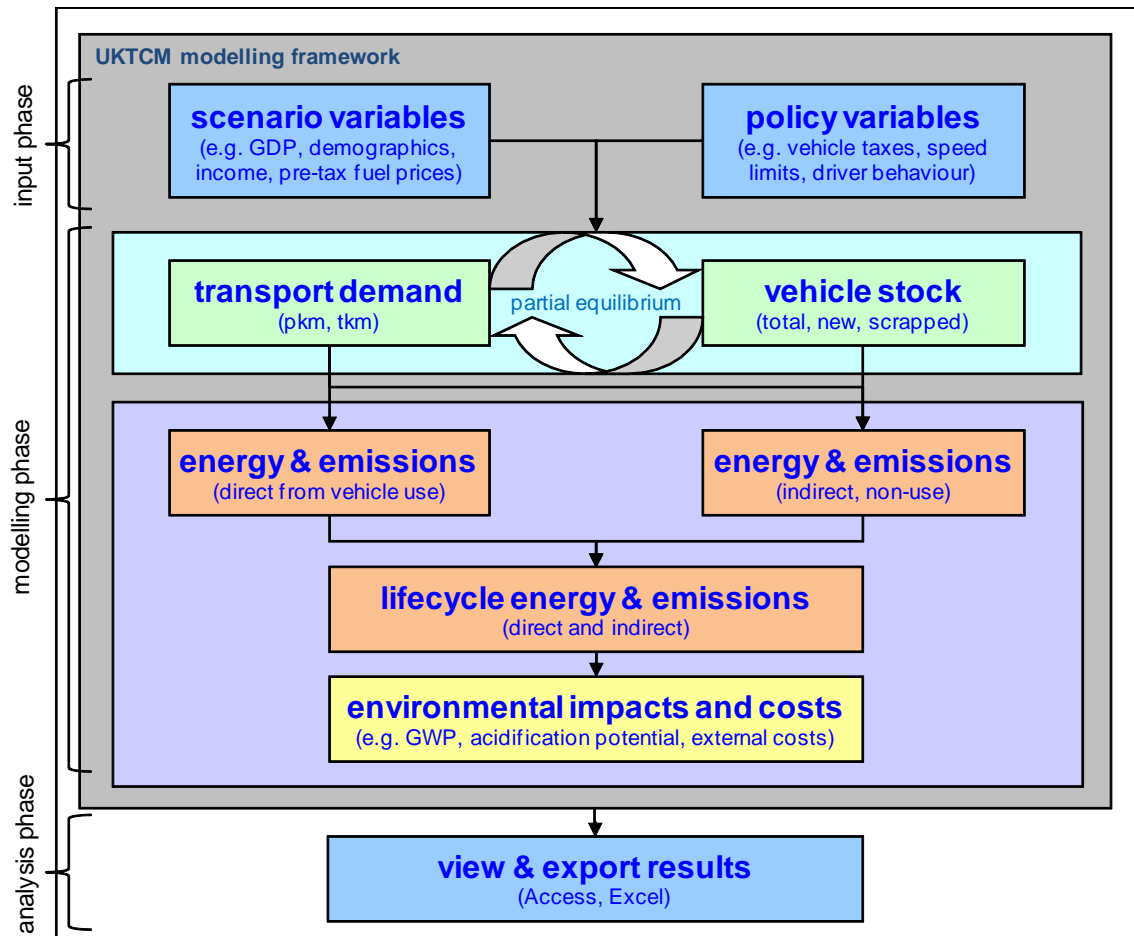 UKTCM modelling framework
input phase
scenario variables
(e.g. GDP, demographics,
income, pre-tax fuel prices)
policy variables
(e.g. vehicle taxes, speed
limits, driver behaviour)
modelling phase
transport demand
(pkm, tkm)
partial equilibrium
vehicle stock
(total, new, scrapped)
energy & emissions
(direct from vehicle use)
energy & emissions
(indirect, non-use)
lifecycle energy & emissions
(direct and indirect)
environmental impacts and costs
(e.g. GWP, acidification potential, external costs)
analysis phase
view & export results
(Access, Excel)